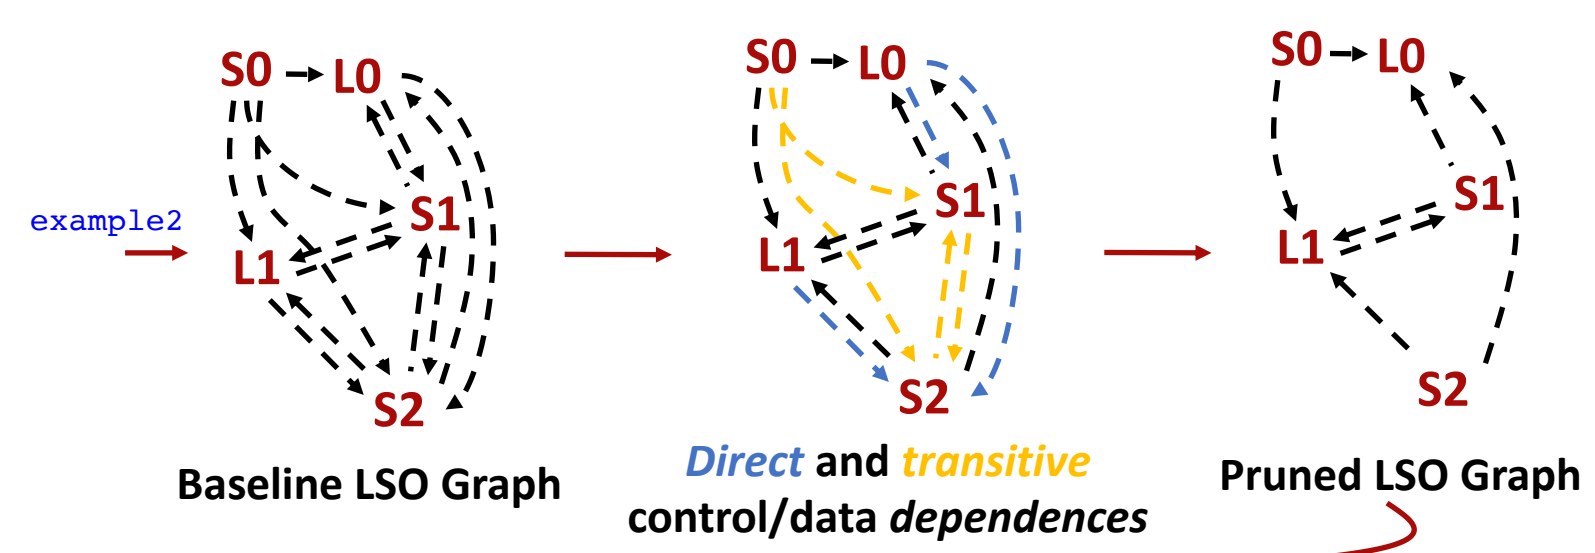 S0 L0
S1
example2
L1
S2
Baseline LSO Graph
S0 L0
S1
L1
S2
Direct and transitive
control/data dependences
S0 L0
S1
L1
S2
Pruned LSO Graph